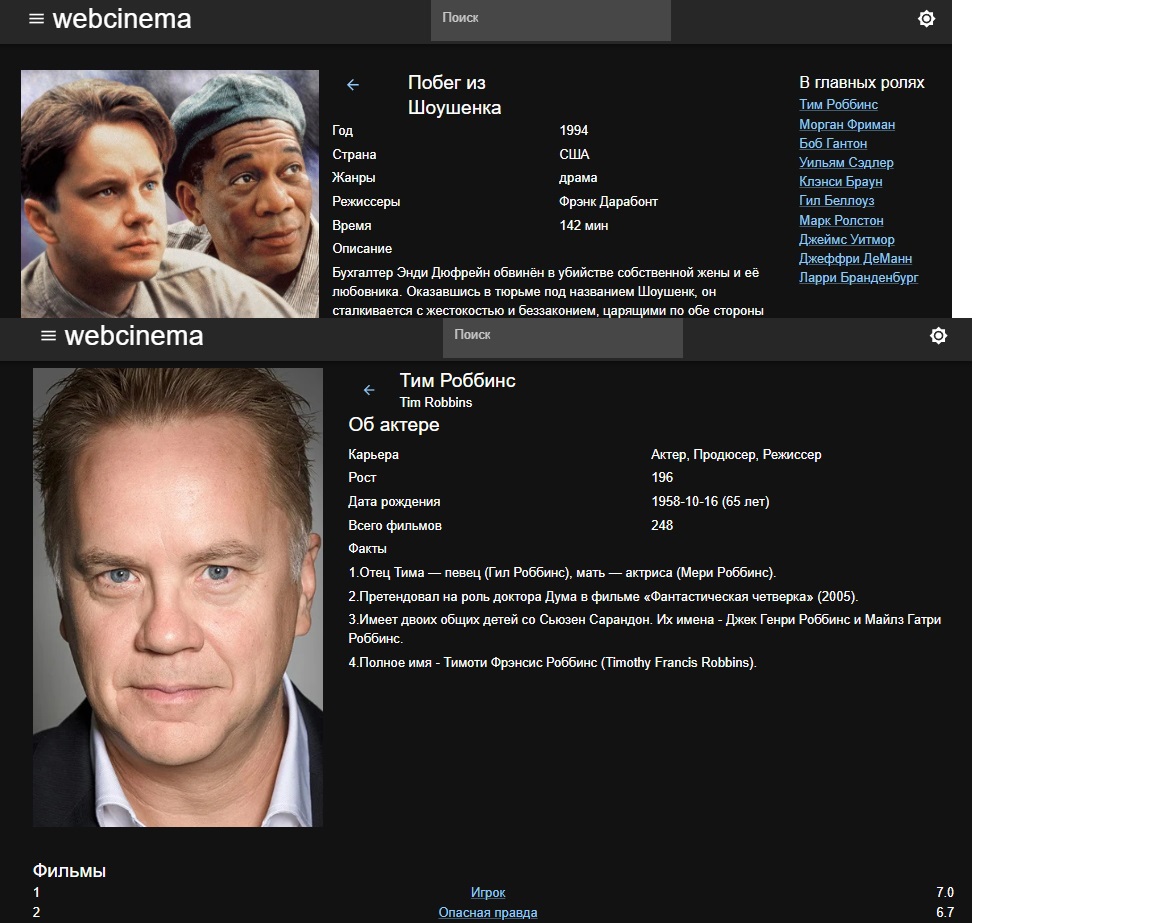 webcinema
Поиск
Побег из
Шоушенка
Год 1994
Страна США
Жанры драма
Режиссеры Фрэнк Дарабонт
Время 142 мин
Описание
Бухгалтер Энди Дюфрейн обвинён в убийстве собственной жены и её
любовника. Оказавшись в тюрьме под названием Шоушенк, он
сталкивается с жестокостью и беззаконием, царящими по обе стороны
В главных ролях
Тим Роббинс
Морган Фриман
Боб Гантон
Уильям Сэдлер
Клэнси Браун
Гил Беллоуз
Марк Ролстон
Джеймс Уитмор
Джеффри ДеМанн
Ларри Бранденбург
webcinema
Поиск
Тим Роббинс
Tim Robbins
Об актере
Карьера Актер, Продюсер, Режиссер
Рост 196
Дата рождения 1958-10-16 (65 лет)
Всего фильмов 248
Факты
1.Отец Тима — певец (Гил Роббинс), мать — актриса (Мери Роббинс).
2.Претендовал на роль доктора Дума в фильме «Фантастическая четверка» (2005).
3.Имеет двоих общих детей со Сьюзен Сарандон. Их имена - Джек Генри Роббинс и Майлз Гатри
Роббинс.
4.Полное имя - Тимоти Фрэнсис Роббинс (Timothy Francis Robbins).
Фильмы
1 Игрок 7.0
2 Опасная правда 6.7